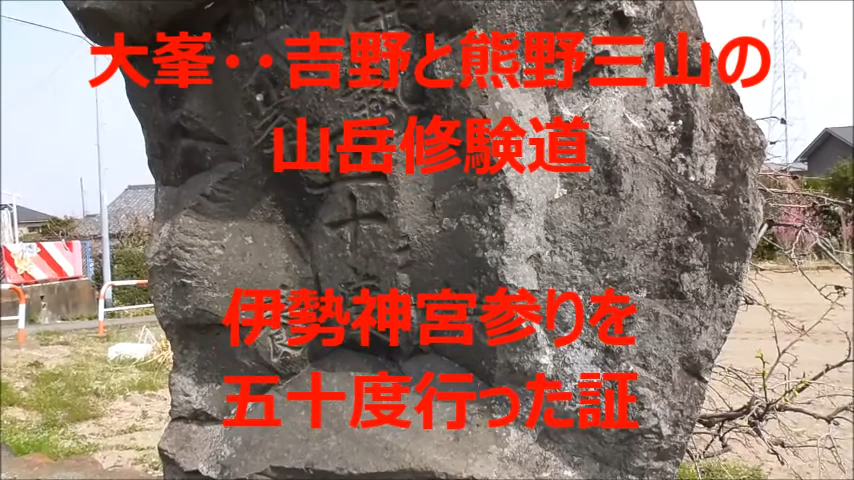 大峯・・吉野と熊野三山の
山岳修験道
伊勢神宮参りを
五十度行った証